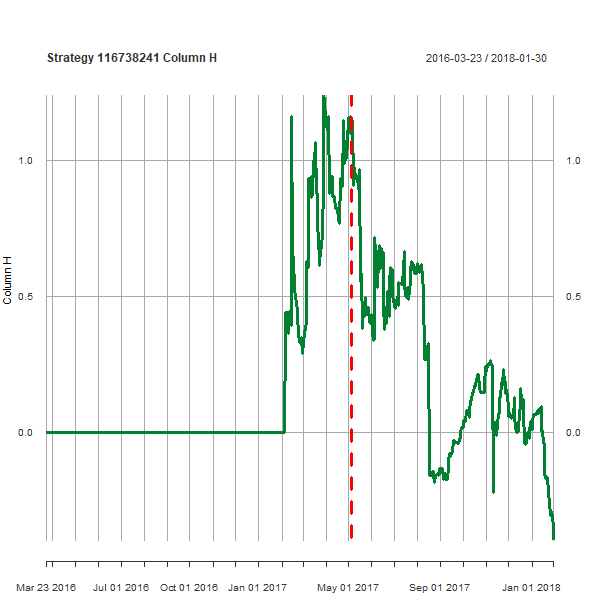 Strategy 116738241 Column H
2016-03-23 / 2018-01-30
1.0 1.0
Column H
0.5 0.5
0.0 0.0
Mar 23 2016 Jul 01 2016 Oct 01 2016 Jan 01 2017 May 01 2017 Sep 01 2017 Jan 01 2018